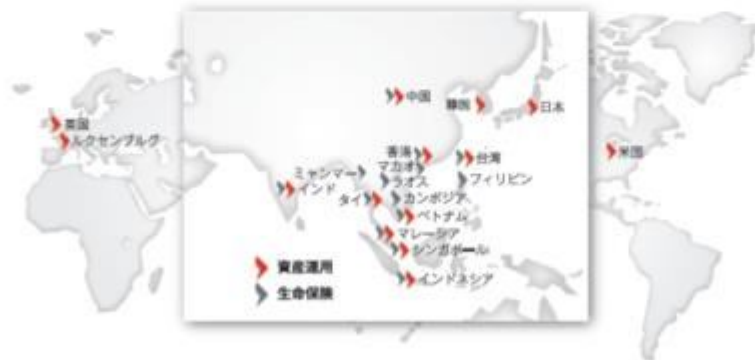 中国
韓国
日本
英国
ルクセンブルグ
香港
台湾
米国
マカオ
ミャンマー
ラオス
フィリピン
インド
タイ
カンボジア
ベトナム
マレーシア
シンガポール
資産運用
インドネシア
生命保険